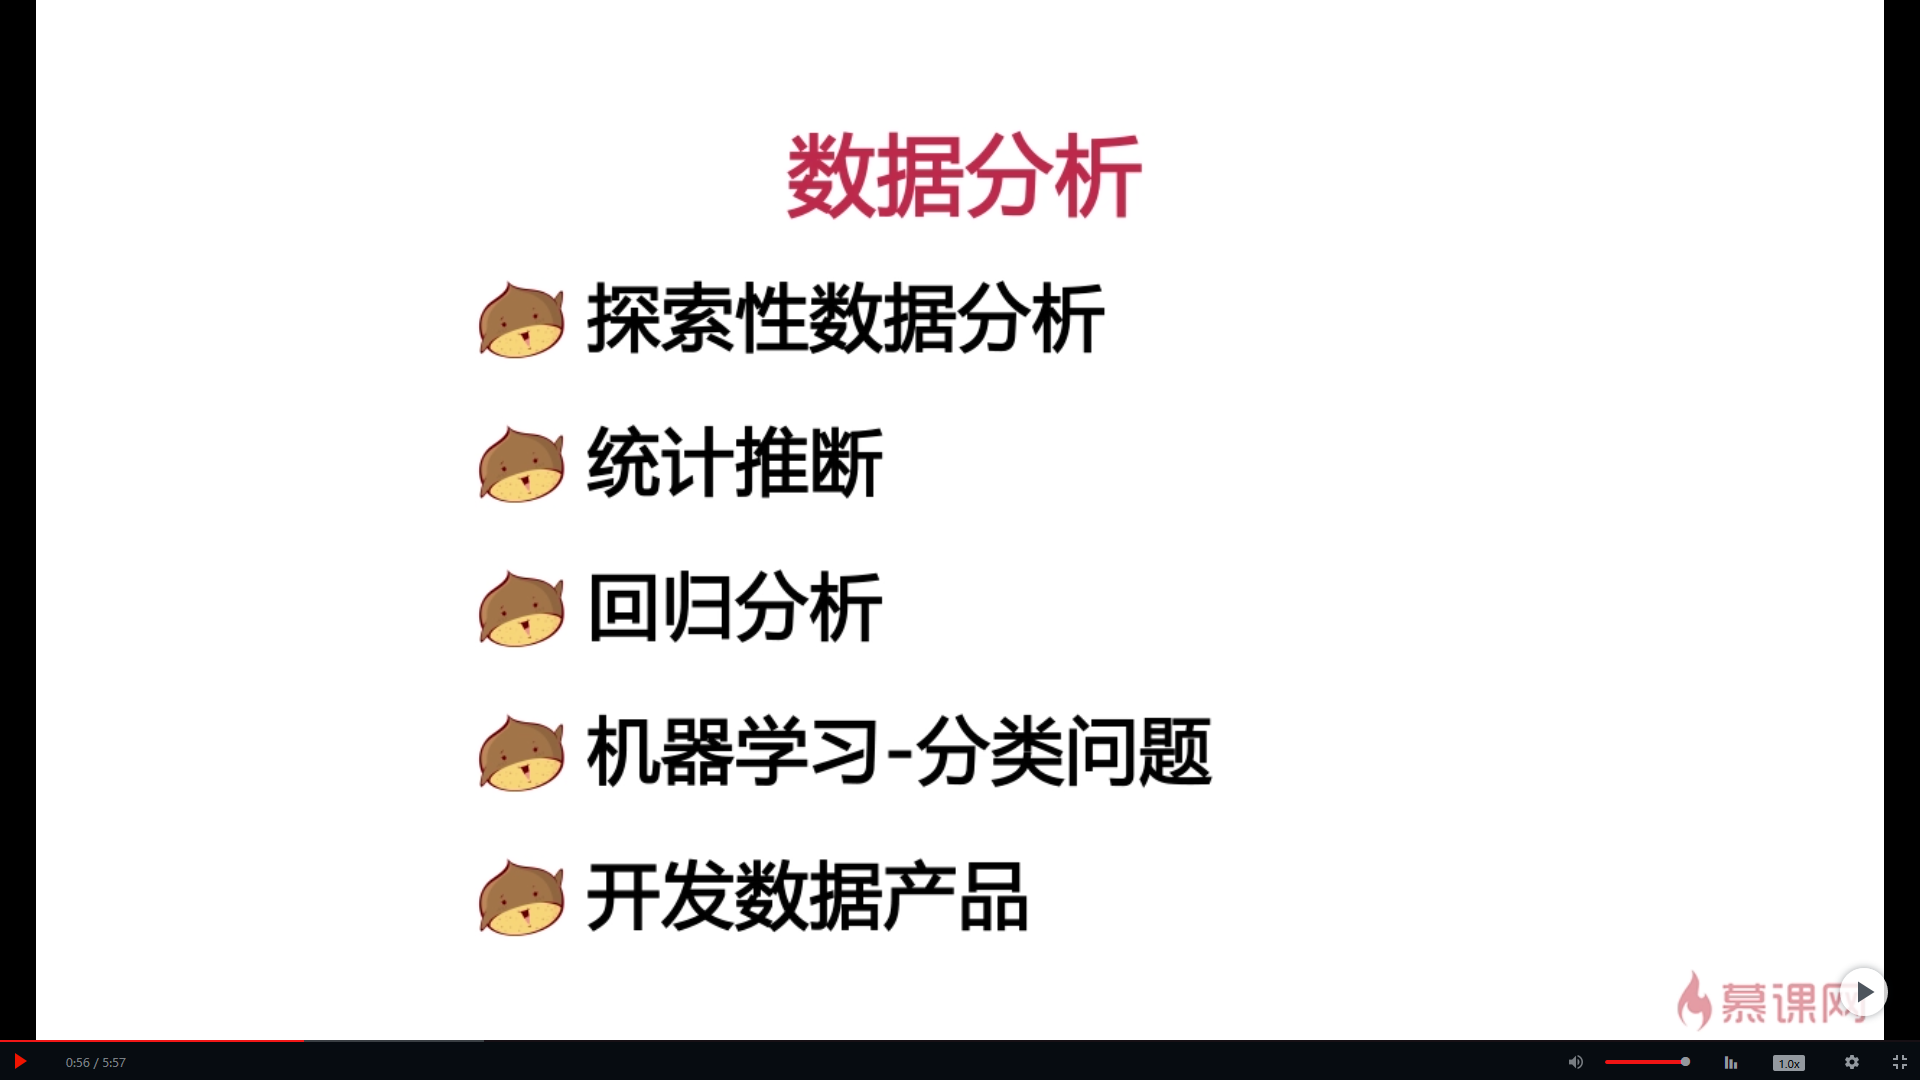 数据分析
探索性数据分析
统计推断
回归分析
机器学习-分类问题
开发数据产品
慕课网
0:56 / 5:57
1.0x